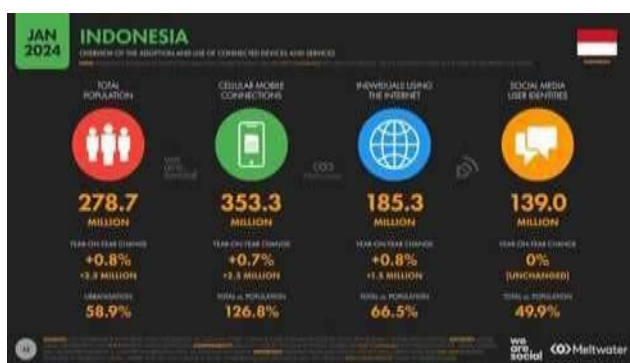 JAN
2024
INDONESIA
OVERVIEW OF THE ADOPTION AND USE OF CONNECTED DEVICES AND SERVICES
TOTAL
POPULATION
278.7
MILLION
YEAR-ON-YEAR CHANGE
+0.8%
URBANISATION
58.9%
CELLULAR MOBILE
CONNECTIONS
353.3
MILLION
YEAR-ON-YEAR CHANGE
+0.7%
+2.5 MILLION
TOTAL vs. POPULATION
126.8%
INDIVIDUALS USING
THE INTERNET
185.3
MILLION
YEAR-ON-YEAR CHANGE
+0.8%
+1.5 MILLION
TOTAL vs. POPULATION
66.5%
SOCIAL MEDIA
USER IDENTITIES
139.0
MILLION
YEAR-ON-YEAR CHANGE
0%
[UNCHANGED]
TOTAL vs. POPULATION
49.9%
we
are.
social
Meltwater